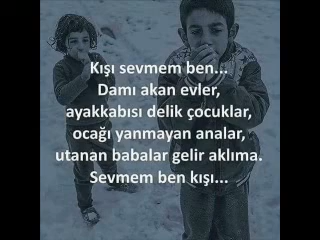 Kışı sevmem ben...
Damı akan evler,
ayakkabısı delik çocuklar,
ocağı yanmayan analar,
utanan babalar gelir aklıma.
Sevmem ben kışı...